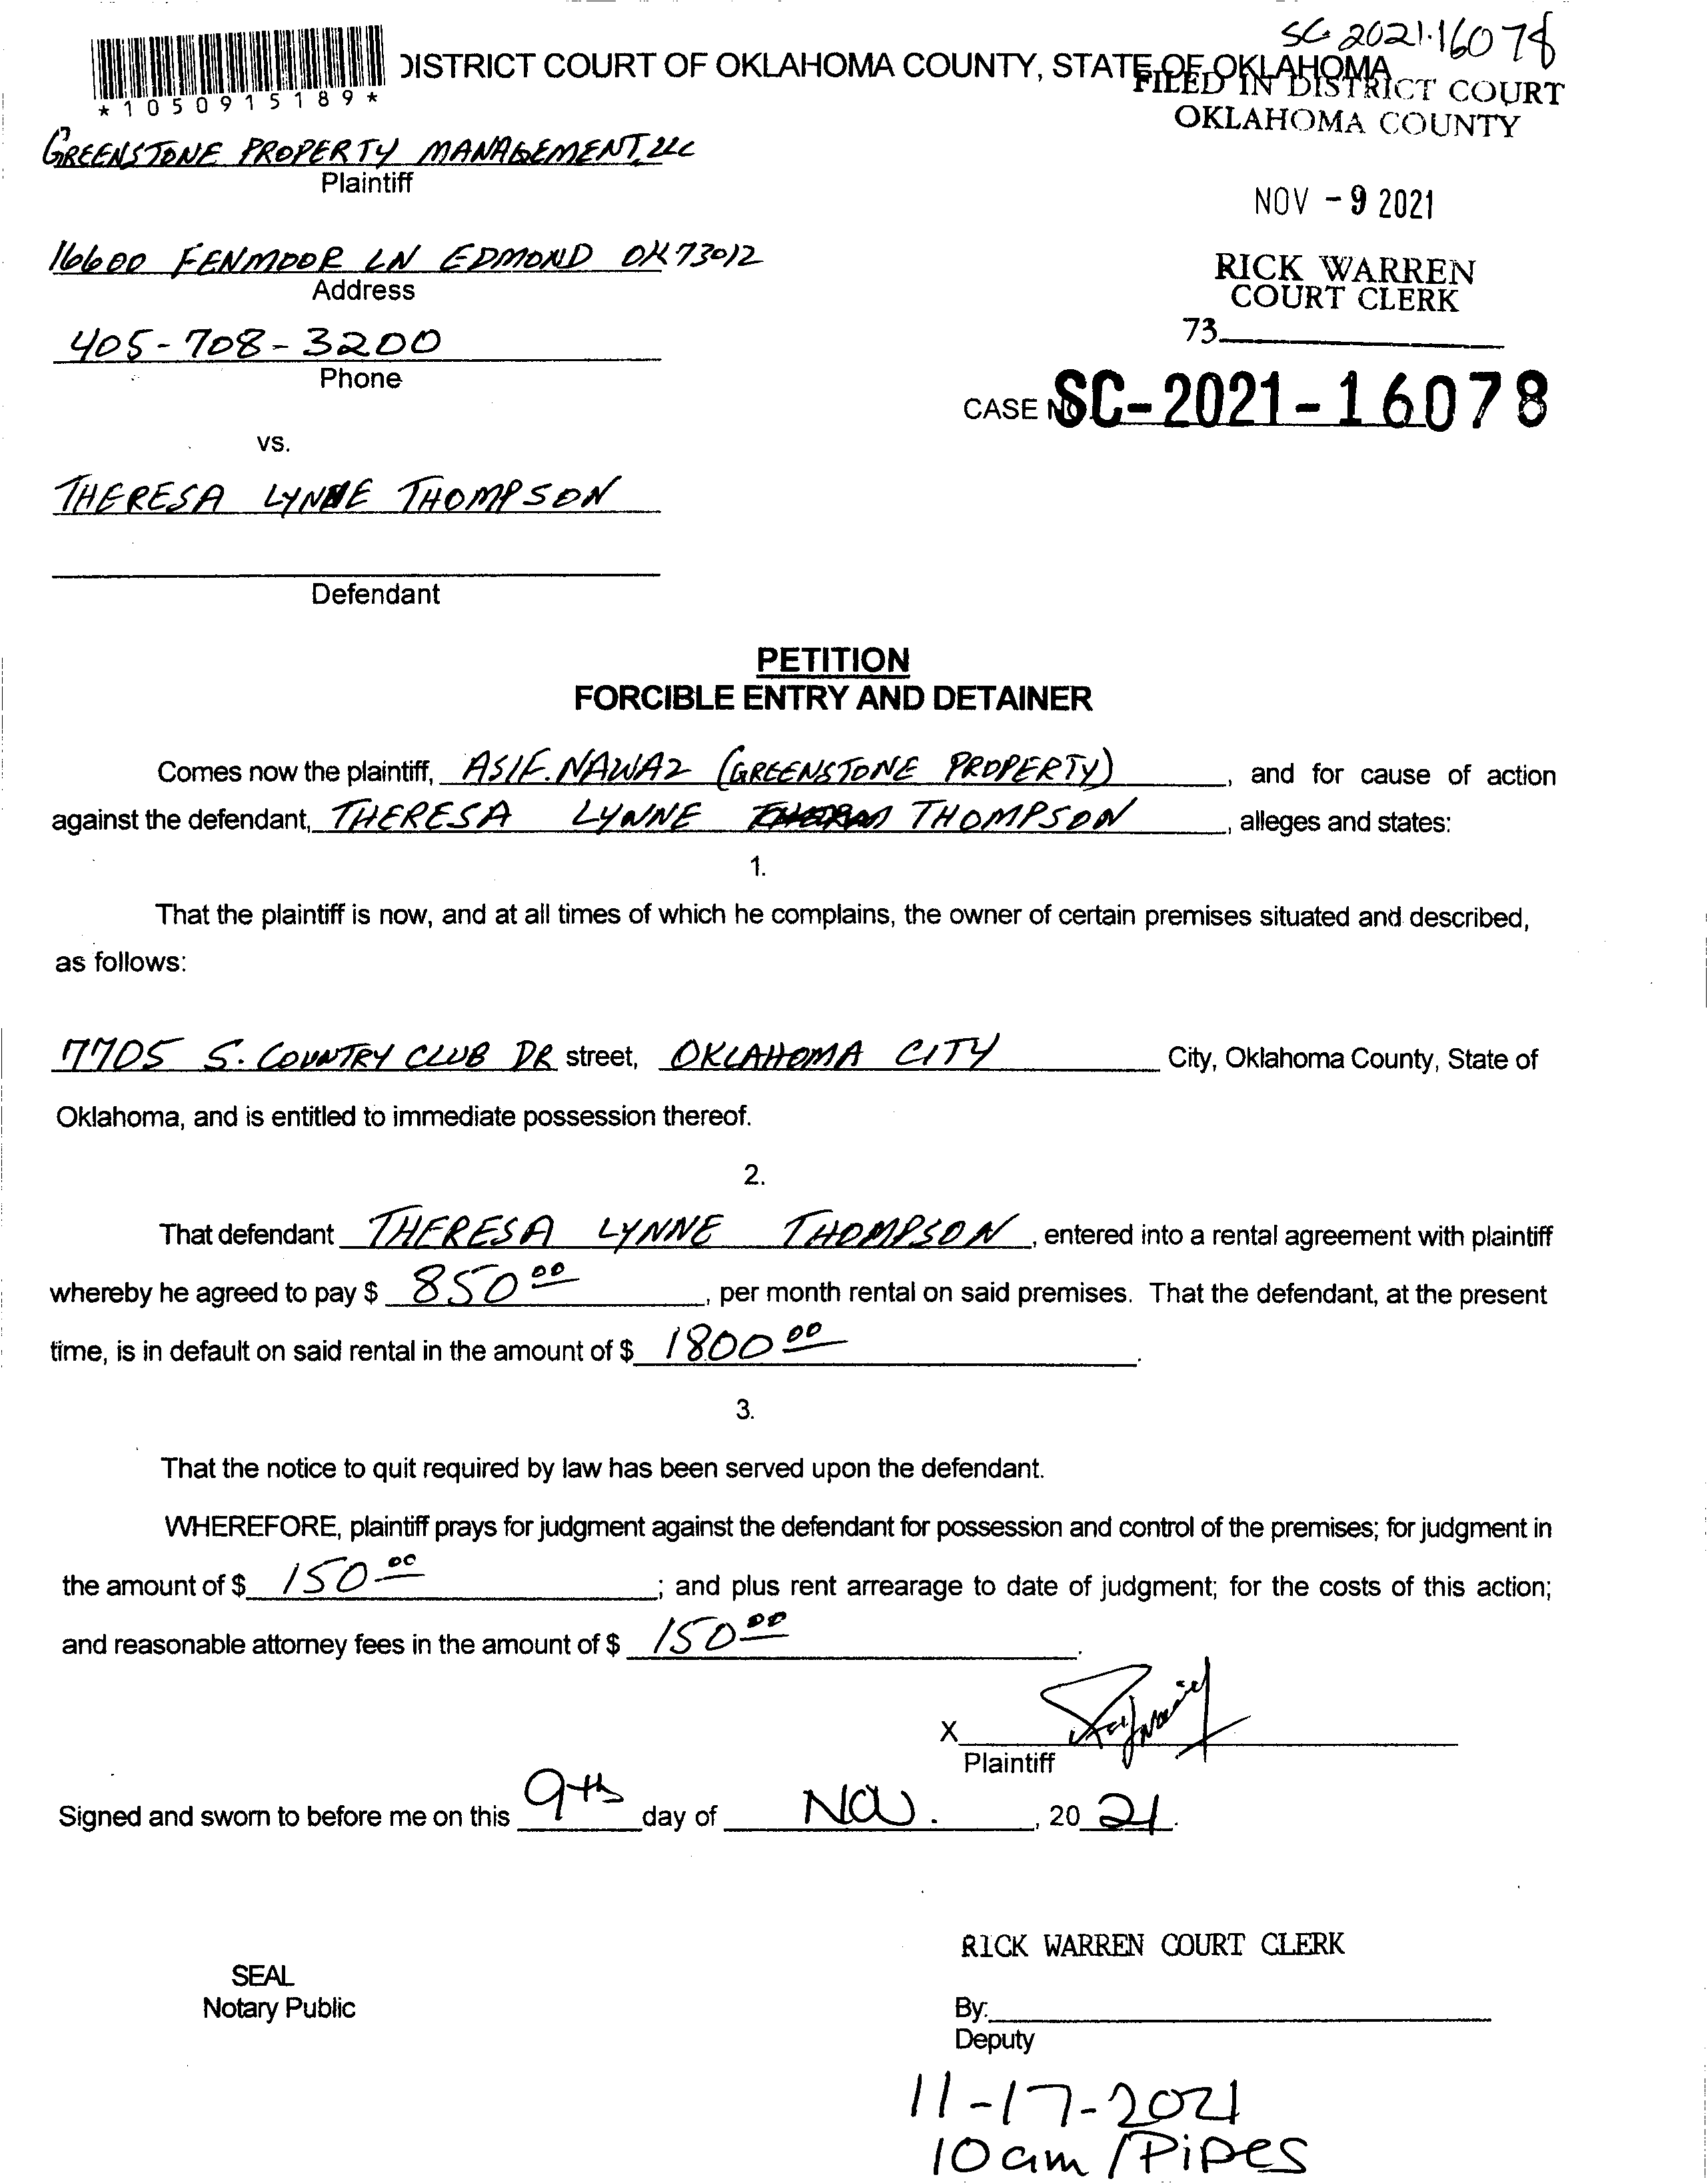 SC-2021-16078
DISTRICT COURT OF OKLAHOMA COUNTY, STATE OF OKLAHOMA
*1050915189*
FILED IN DISTRICT COURT
OKLAHOMA COUNTY
GREENSTONE PROPERTY MANAGEMENT, LLC
Plaintiff
NOV - 9 2021
16600 FENMOOR LN EDMOND OK 73012
Address
RICK WARREN
COURT CLERK
73
405-708-3200
Phone
CASE NO. SC-2021-16078
vs.
THERESA LYNNE THOMPSON
Defendant
PETITION
FORCIBLE ENTRY AND DETAINER
Comes now the plaintiff, ASIF. NAWAZ (GREENSTONE PROPERTY), and for cause of action
against the defendant, THERESA LYNNE THOMPSON, alleges and states:
1.
That the plaintiff is now, and at all times of which he complains, the owner of certain premises situated and described,
as follows:
7705 S. COUNTRY CLUB DR street, OKLAHOMA CITY City, Oklahoma County, State of
Oklahoma, and is entitled to immediate possession thereof.
2.
That defendant THERESA LYNNE THOMPSON, entered into a rental agreement with plaintiff
whereby he agreed to pay $ 850 00, per month rental on said premises. That the defendant, at the present
time, is in default on said rental in the amount of $ 1800 00.
3.
That the notice to quit required by law has been served upon the defendant.
WHEREFORE, plaintiff prays for judgment against the defendant for possession and control of the premises; for judgment in
the amount of $ 150 00; and plus rent arrearage to date of judgment; for the costs of this action;
and reasonable attorney fees in the amount of $ 150 00.
X
Plaintiff
Signed and sworn to before me on this 9th day of Nov., 20 21.
RICK WARREN COURT CLERK
SEAL
Notary Public
By:
Deputy
11-17-2021
10 am / Pipes